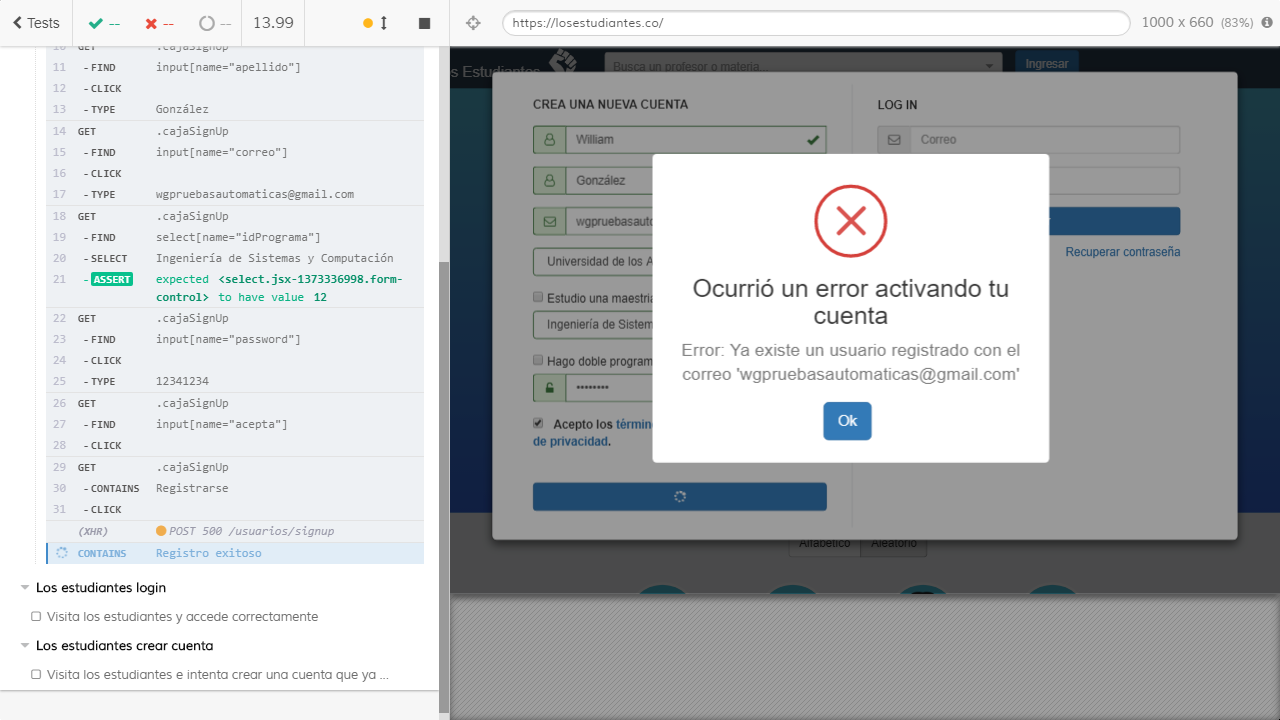 Tests
--
--
--
13.99
https://losestudiantes.co/
1000 x 660 (83%)
10 GET .cajaSignUp
11 - FIND input[name="apellido"]
12 - CLICK
13 - TYPE González
14 GET .cajaSignUp
15 - FIND input[name="correo"]
16 - CLICK
17 - TYPE wgpruebasautomaticas@gmail.com
18 GET .cajaSignUp
19 - FIND select[name="idPrograma"]
20 - SELECT Ingeniería de Sistemas y Computación
21 - ASSERT expected <select.jsx-1373336998.form-
control> to have value 12
22 GET .cajaSignUp
23 - FIND input[name="password"]
24 - CLICK
25 - TYPE 12341234
26 GET .cajaSignUp
27 - FIND input[name="acepta"]
28 - CLICK
29 GET .cajaSignUp
30 - CONTAINS Registrarse
31 - CLICK
(XHR) POST 500 /usuarios/signup
CONTAINS Registro exitoso
Los estudiantes login
Visita los estudiantes y accede correctamente
Los estudiantes crear cuenta
Visita los estudiantes e intenta crear una cuenta que ya ...
os Estudiantes
Busca un profesor o materia...
Ingresar
CREA UNA NUEVA CUENTA
William
González
wgpruebasauto
Universidad de los A
Estudio una maestría
Ingeniería de Sistem
Hago doble program
••••••••
Acepto los términ
de privacidad.
LOG IN
Correo
Recuperar contraseña
Ocurrió un error activando tu
cuenta
Error: Ya existe un usuario registrado con el
correo 'wgpruebasautomaticas@gmail.com'
Ok
Alfabético
Aleatorio